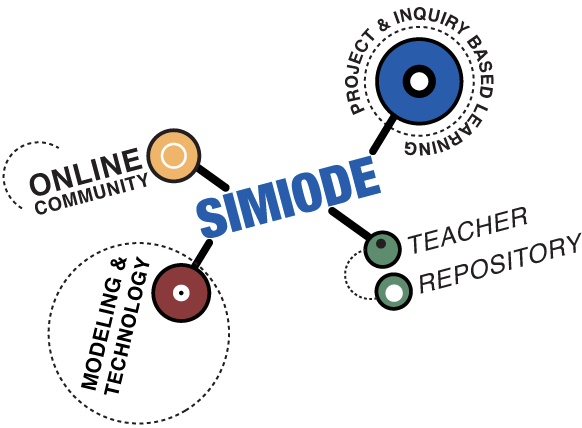 PROJECT & INQUIRY BASED LEARNING
ONLINE
COMMUNITY
SIMIODE
TEACHER
REPOSITORY
MODELING &
TECHNOLOGY